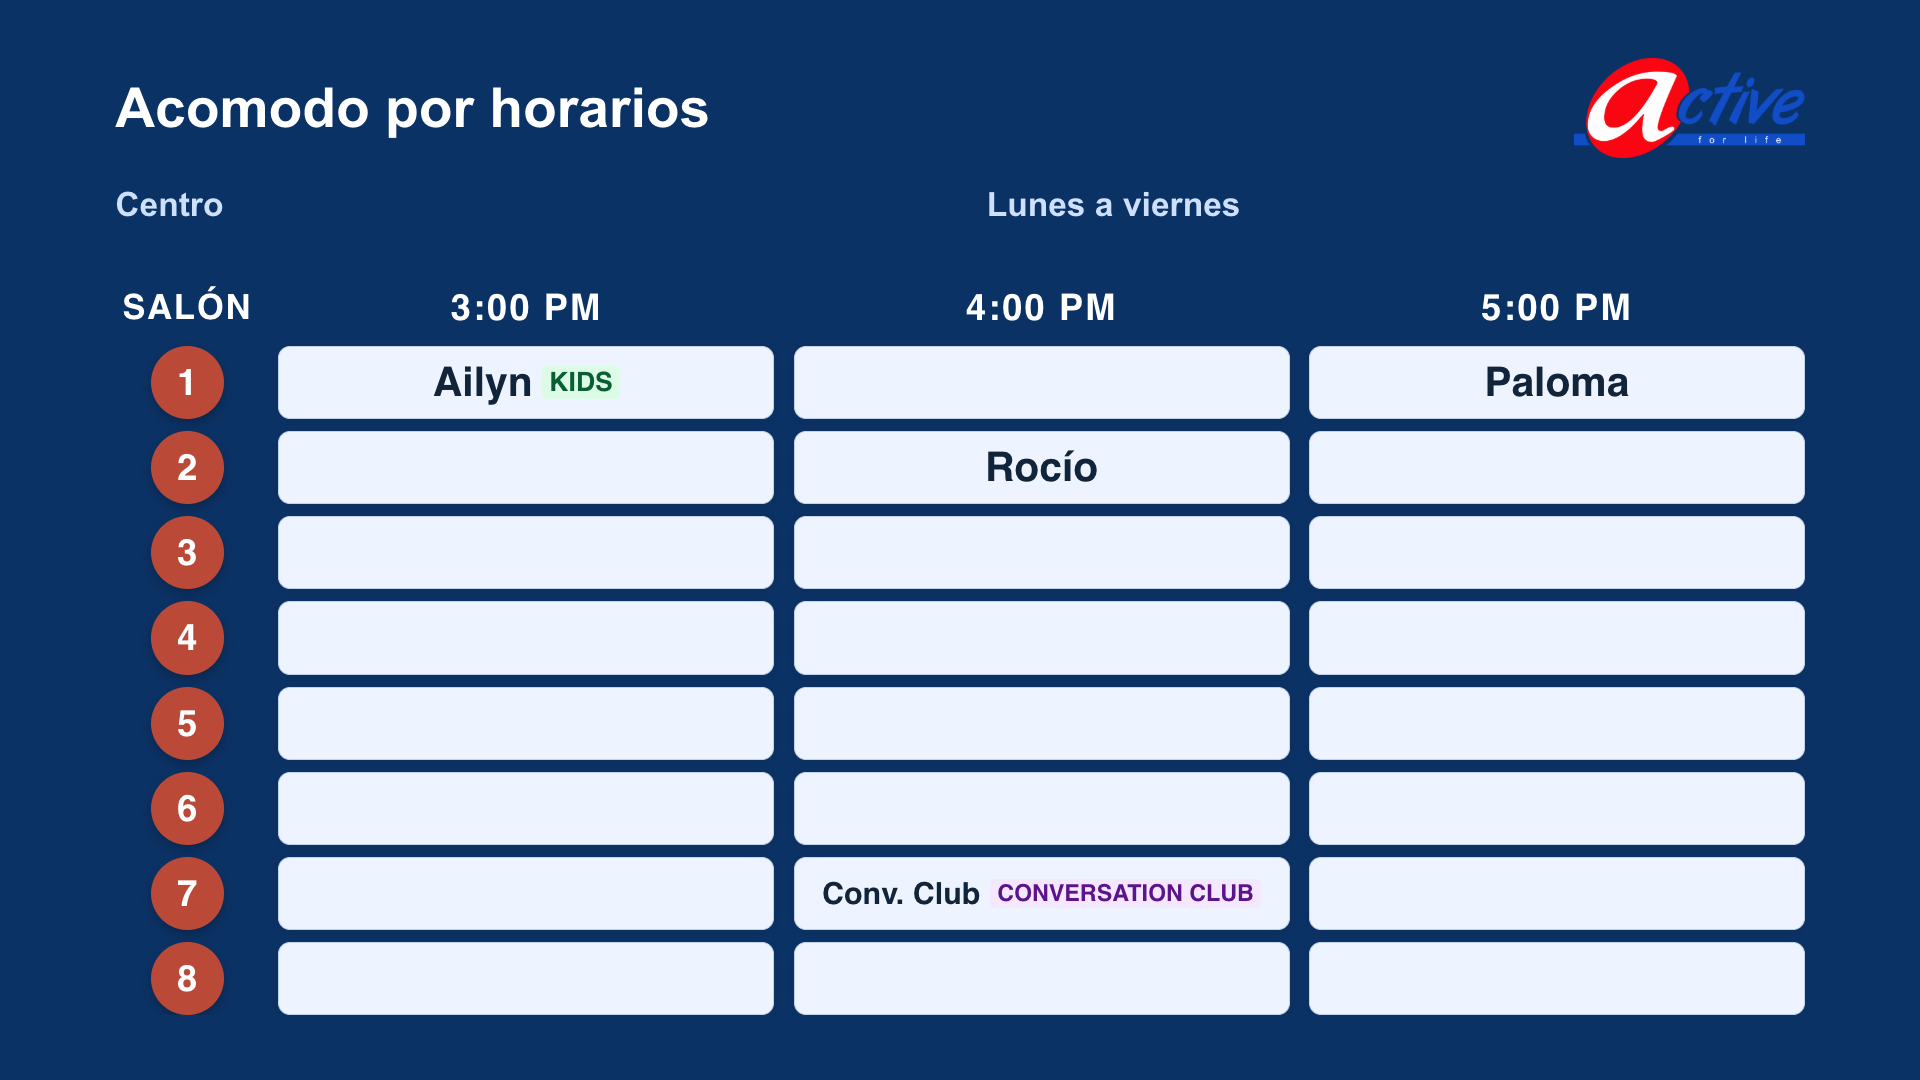 Acomodo por horarios
active
for life
Centro
Lunes a viernes
SALÓN 3:00 PM 4:00 PM 5:00 PM
1 Ailyn KIDS Paloma
2 Rocío
3
4
5
6
7 Conv. Club CONVERSATION CLUB
8